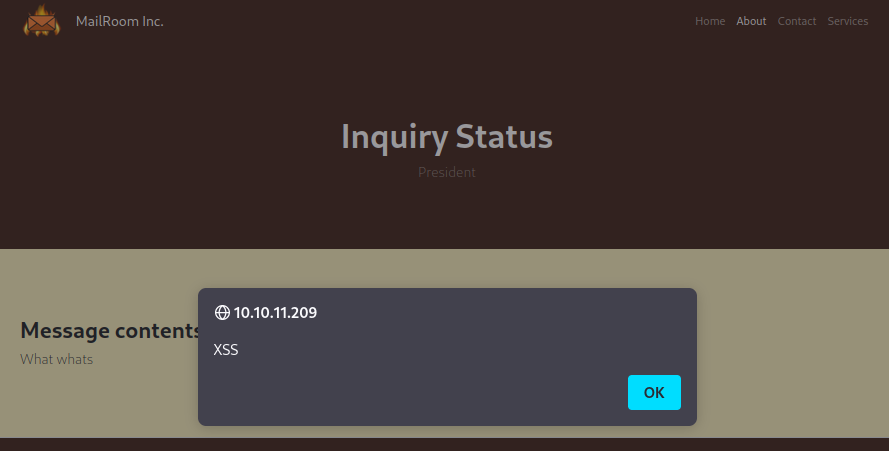 MailRoom Inc.
Home About Contact Services
Inquiry Status
President
10.10.11.209
XSS
OK
Message contents
What whats